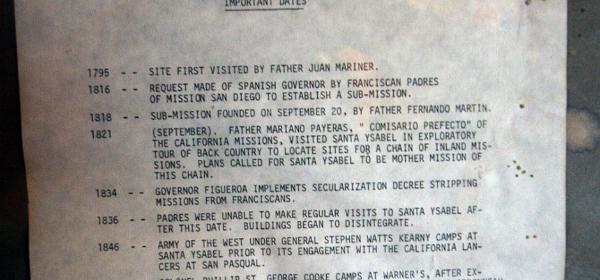 IMPORTANT DATES
1795 -- SITE FIRST VISITED BY FATHER JUAN MARINER.
1816 -- REQUEST MADE OF SPANISH GOVERNOR BY FRANCISCAN PADRES
OF MISSION SAN DIEGO TO ESTABLISH A SUB-MISSION.
1818 -- SUB-MISSION FOUNDED ON SEPTEMBER 20, BY FATHER FERNANDO MARTIN.
1821 (SEPTEMBER). FATHER MARIANO PAYERAS, " COMISARIO PREFECTO" OF
THE CALIFORNIA MISSIONS, VISITED SANTA YSABEL IN EXPLORATORY
TOUR OF BACK COUNTRY TO LOCATE SITES FOR A CHAIN OF INLAND MIS-
SIONS. PLANS CALLED FOR SANTA YSABEL TO BE MOTHER MISSION OF
THIS CHAIN.
1834 -- GOVERNOR FIGUEROA IMPLEMENTS SECULARIZATION DECREE STRIPPING
MISSIONS FROM FRANCISCANS.
1836 -- PADRES WERE UNABLE TO MAKE REGULAR VISITS TO SANTA YSABEL AF-
TER THIS DATE. BUILDINGS BEGAN TO DISINTEGRATE.
1846 -- ARMY OF THE WEST UNDER GENERAL STEPHEN WATTS KEARNY CAMPS AT
SANTA YSABEL PRIOR TO ITS ENGAGEMENT WITH THE CALIFORNIA LAN-
CERS AT SAN PASQUAL.
COLONEL PHILLIP ST. GEORGE COOKE CAMPS AT WARNER'S, AFTER EX-